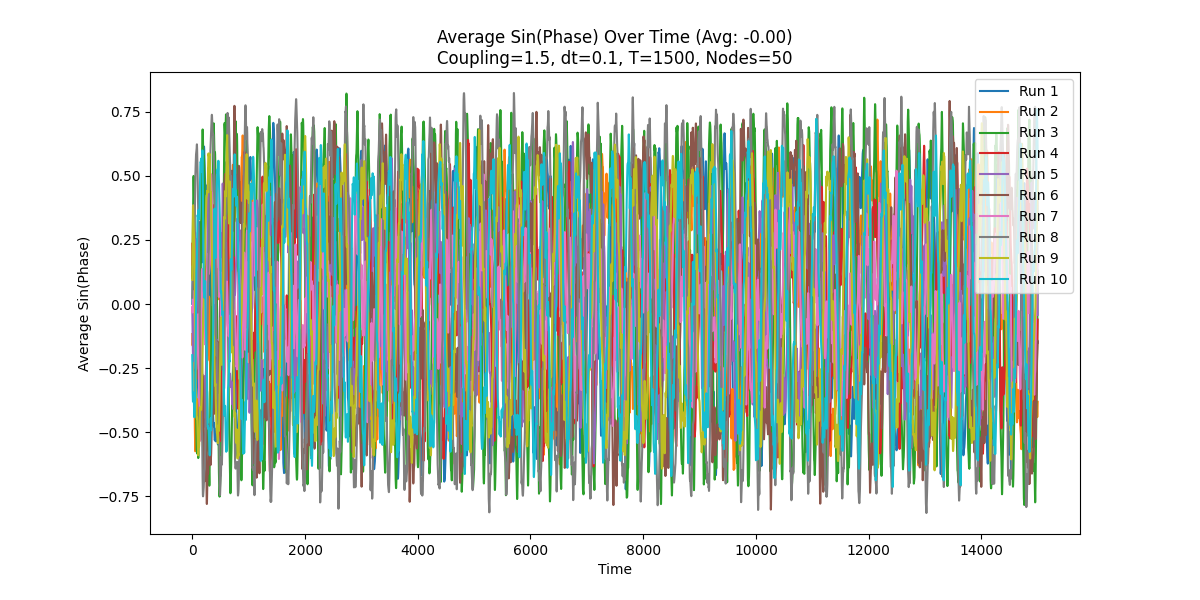 Average Sin(Phase) Over Time (Avg: -0.00)
Coupling=1.5, dt=0.1, T=1500, Nodes=50
Average Sin(Phase)
0.75
0.50
0.25
0.00
−0.25
−0.50
−0.75
Run 1
Run 2
Run 3
Run 4
Run 5
Run 6
Run 7
Run 8
Run 9
Run 10
0 2000 4000 6000 8000 10000 12000 14000
Time